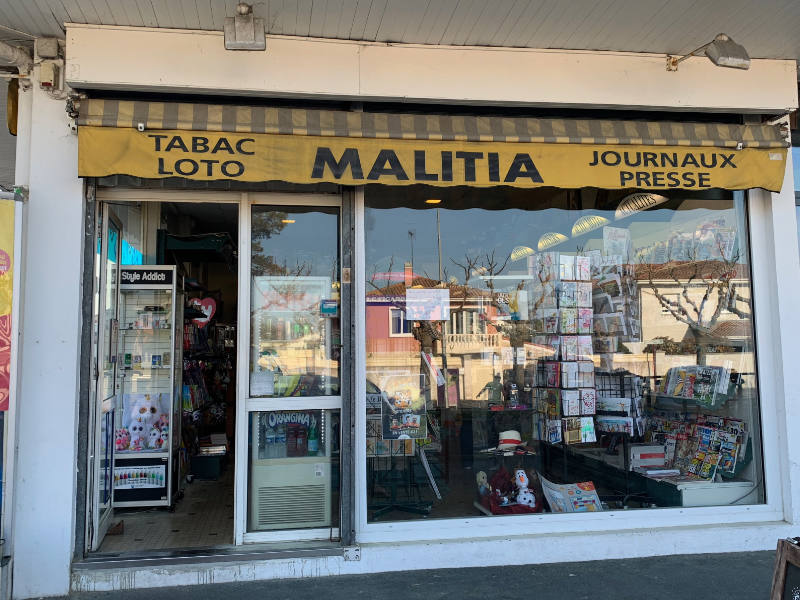 TABAC
LOTO
MALITIA
JOURNAUX
PRESSE
Style Addict
ORANGINA